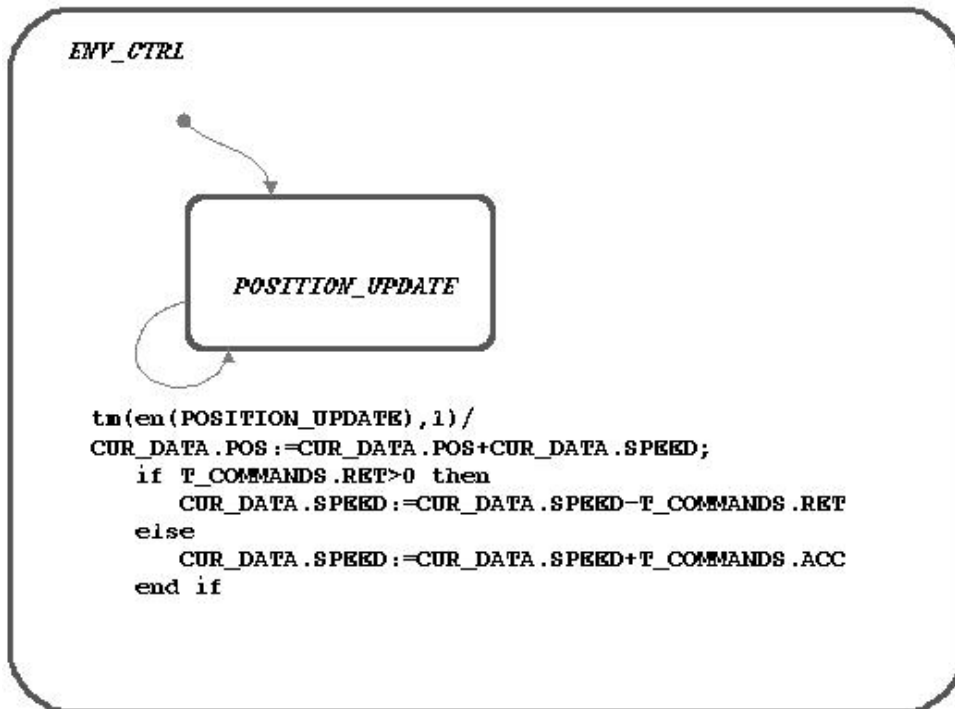 ENV_CTRL
POSITION_UPDATE
tm(en(POSITION_UPDATE),1)/
CUR_DATA.POS:=CUR_DATA.POS+CUR_DATA.SPEED;
if T_COMMANDS.RET>0 then
CUR_DATA.SPEED:=CUR_DATA.SPEED-T_COMMANDS.RET
else
CUR_DATA.SPEED:=CUR_DATA.SPEED+T_COMMANDS.ACC
end if